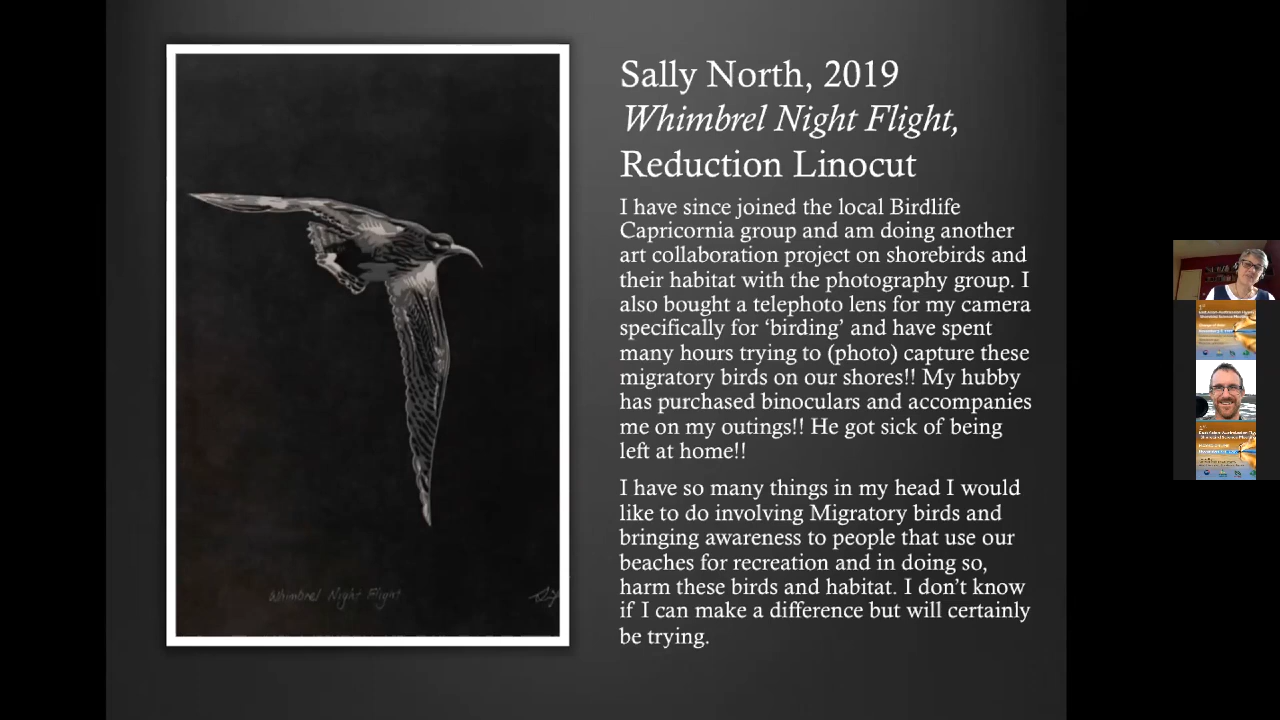 Sally North, 2019
Whimbrel Night Flight,
Reduction Linocut
I have since joined the local Birdlife
Capricornia group and am doing another
art collaboration project on shorebirds and
their habitat with the photography group. I
also bought a telephoto lens for my camera
specifically for ‘birding’ and have spent
many hours trying to (photo) capture these
migratory birds on our shores!! My hubby
has purchased binoculars and accompanies
me on my outings!! He got sick of being
left at home!!
I have so many things in my head I would
like to do involving Migratory birds and
bringing awareness to people that use our
beaches for recreation and in doing so,
harm these birds and habitat. I don’t know
if I can make a difference but will certainly
be trying.
Whimbrel Night Flight